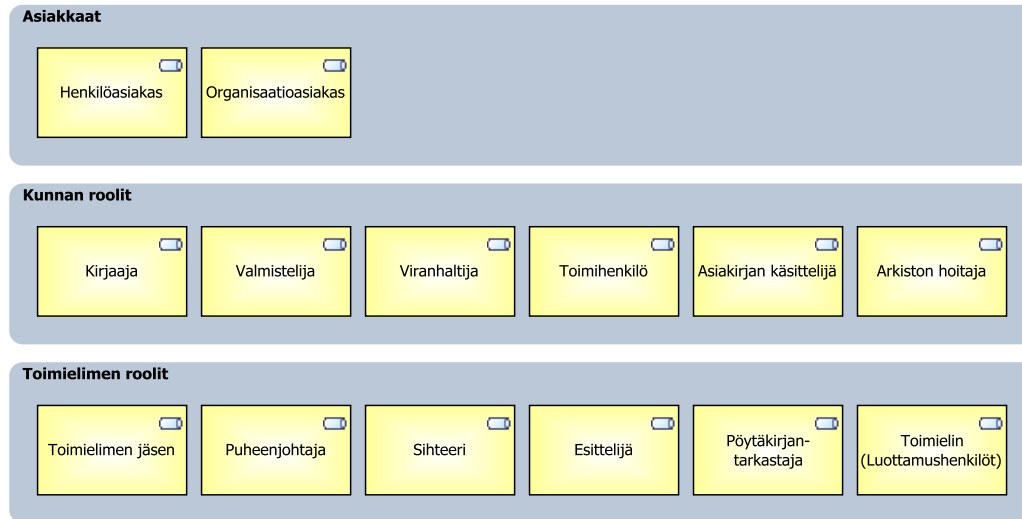 Asiakkaat
Henkilöasiakas
Organisaatioasiakas
Kunnan roolit
Kirjaaja
Valmistelija
Viranhaltija
Toimihenkilö
Asiakirjan käsittelijä
Arkiston hoitaja
Toimielimen roolit
Toimielimen jäsen
Puheenjohtaja
Sihteeri
Esittelijä
Pöytäkirjan-
tarkastaja
Toimielin
(Luottamushenkilöt)